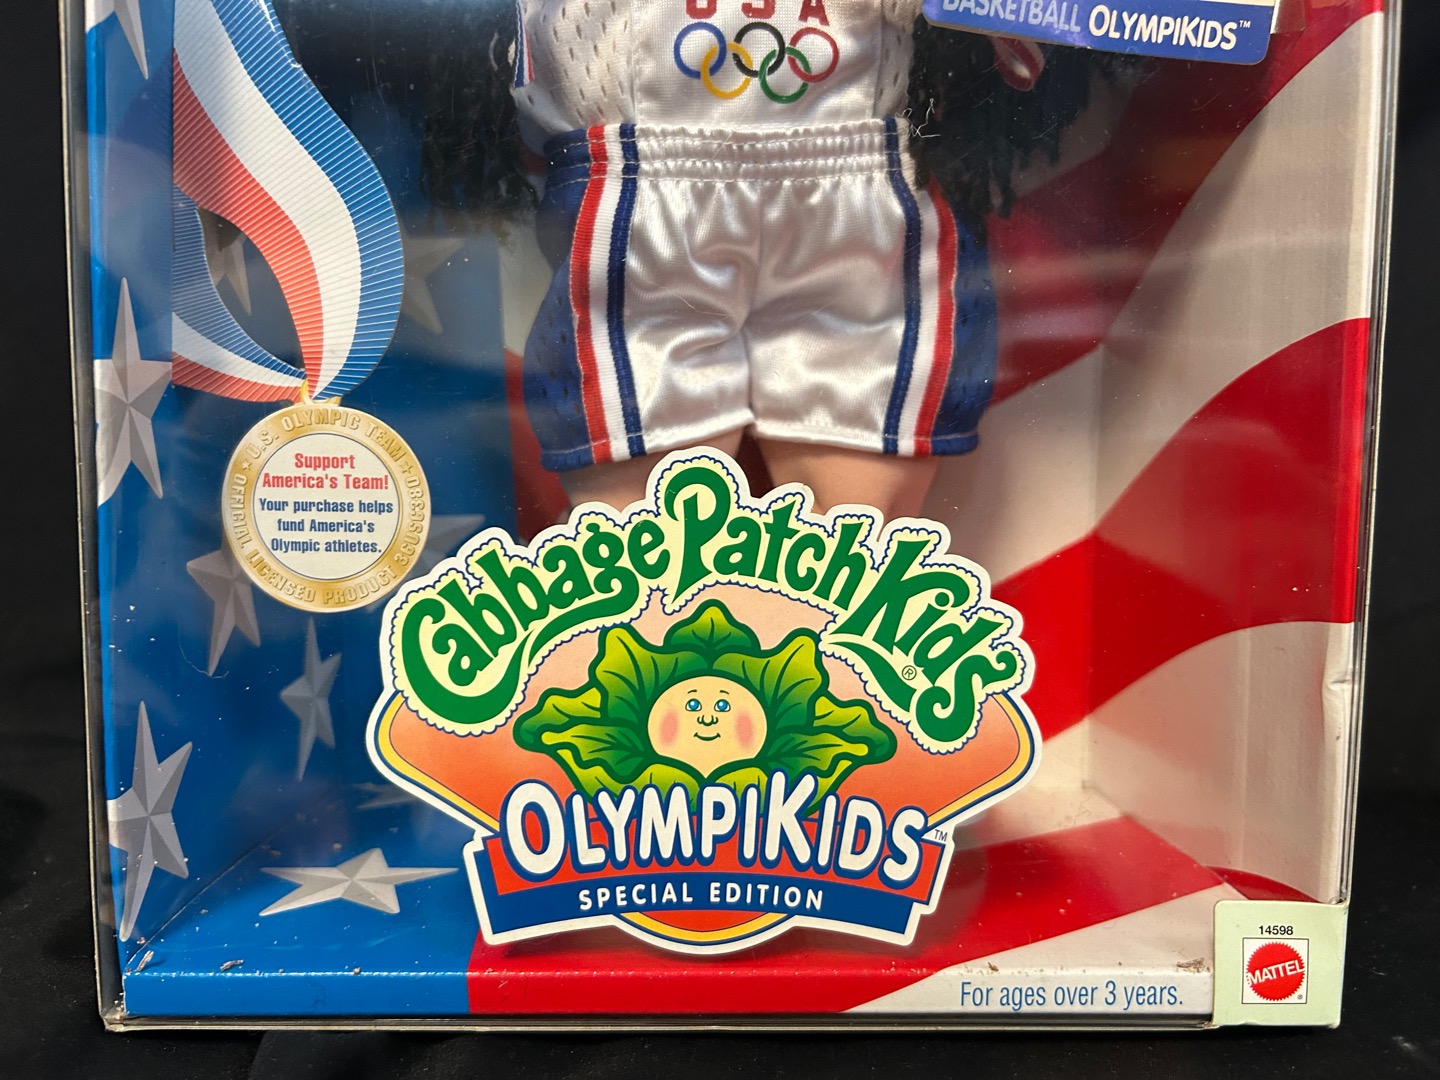 USA
BASKETBALL OLYMPIKIDS™
U.S. OLYMPIC TEAM
OFFICIAL LICENSED PRODUCT 36USC380
Support
America's Team!
Your purchase helps
fund America's
Olympic athletes.
Cabbage Patch Kids®
OLYMPIKIDS™
SPECIAL EDITION
For ages over 3 years.
14598
MATTEL®